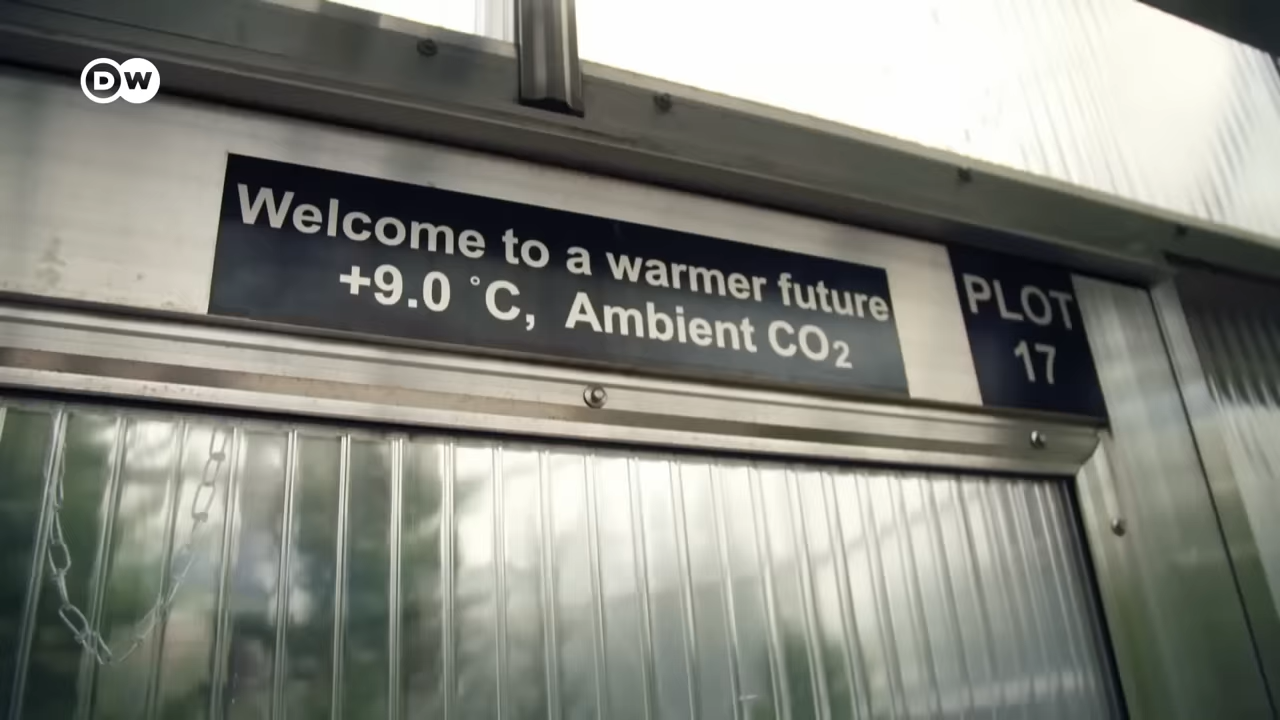 DW
Welcome to a warmer future
+9.0 °C, Ambient CO₂
PLOT
17